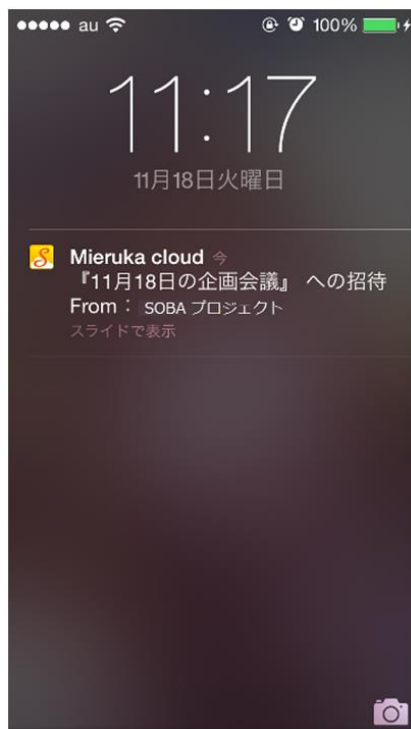 au 100%
11:17
11月18日火曜日
Mieruka cloud 今
『11月18日の企画会議』 への招待
From： SOBA プロジェクト
スライドで表示